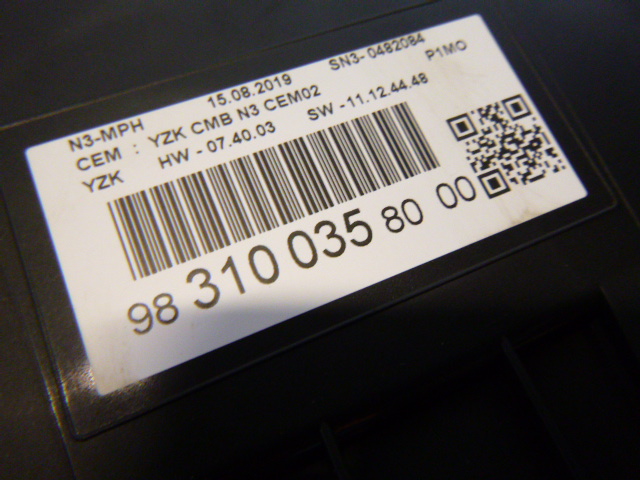 N3-MPH 15.08.2019 SN3- 0482084
CEM : YZK CMB N3 CEM02 P1MO
YZK HW - 07.40.03 SW -11.12.44.48
98 310 035 80 00